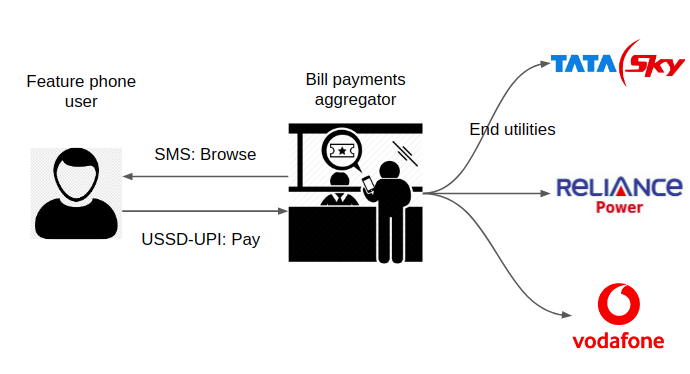 Feature phone
user
Bill payments
aggregator
SMS: Browse
USSD-UPI: Pay
End utilities
TATA Sky
RELIANCE
Power
vodafone